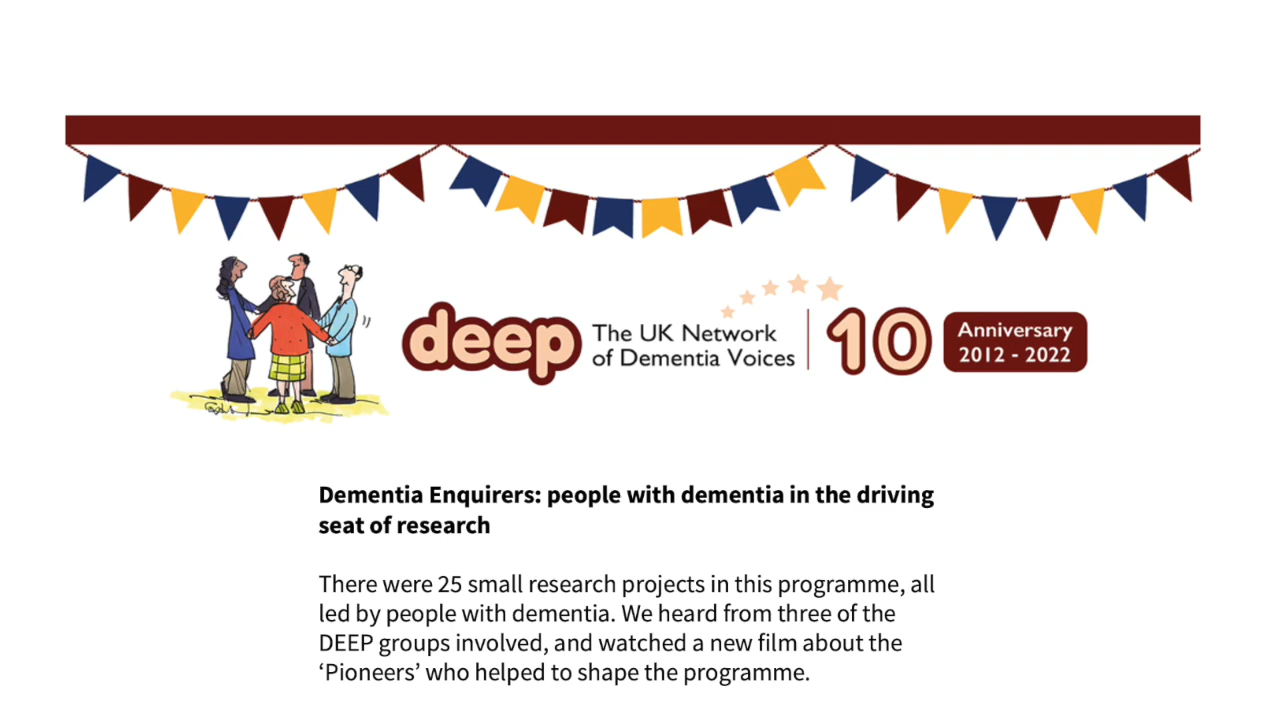 deep
The UK Network
of Dementia Voices
10
Anniversary
2012 - 2022
Dementia Enquirers: people with dementia in the driving
seat of research
There were 25 small research projects in this programme, all
led by people with dementia. We heard from three of the
DEEP groups involved, and watched a new film about the
‘Pioneers’ who helped to shape the programme.